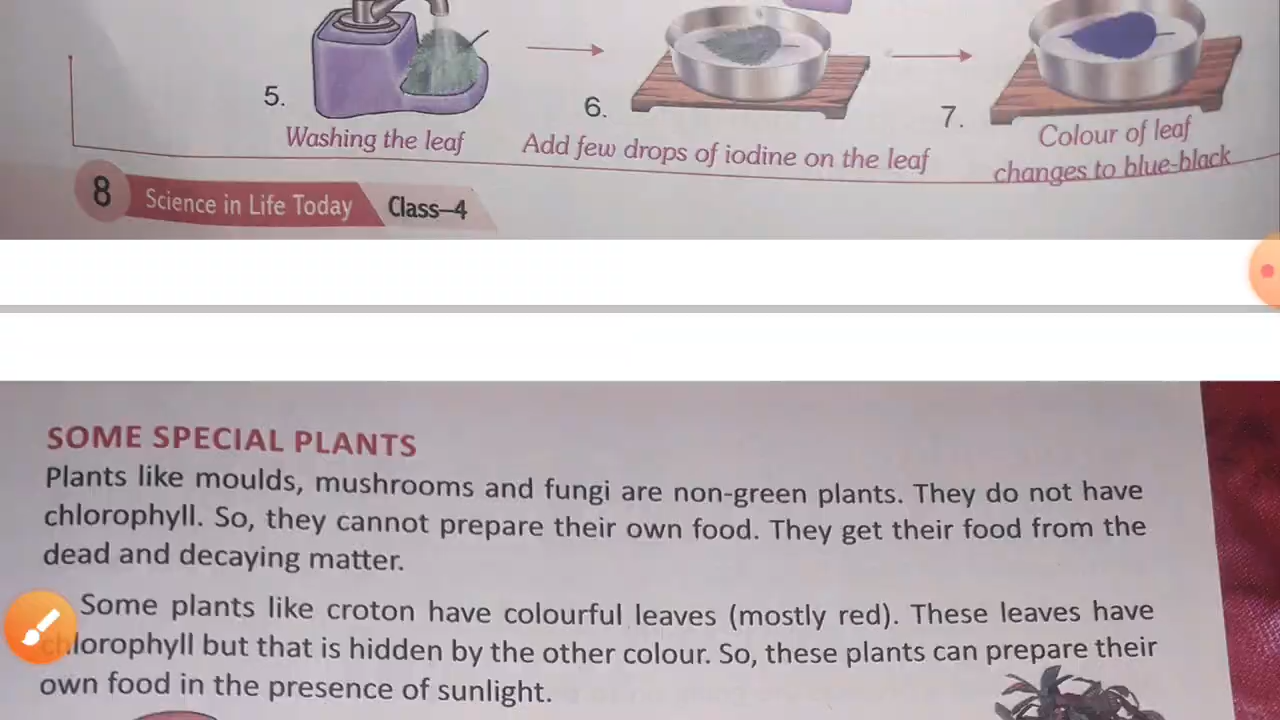 5.
Washing the leaf
6.
Add few drops of iodine on the leaf
7.
Colour of leaf
changes to blue-black
8 Science in Life Today Class–4
SOME SPECIAL PLANTS
Plants like moulds, mushrooms and fungi are non-green plants. They do not have
chlorophyll. So, they cannot prepare their own food. They get their food from the
dead and decaying matter.
Some plants like croton have colourful leaves (mostly red). These leaves have
chlorophyll but that is hidden by the other colour. So, these plants can prepare their
own food in the presence of sunlight.